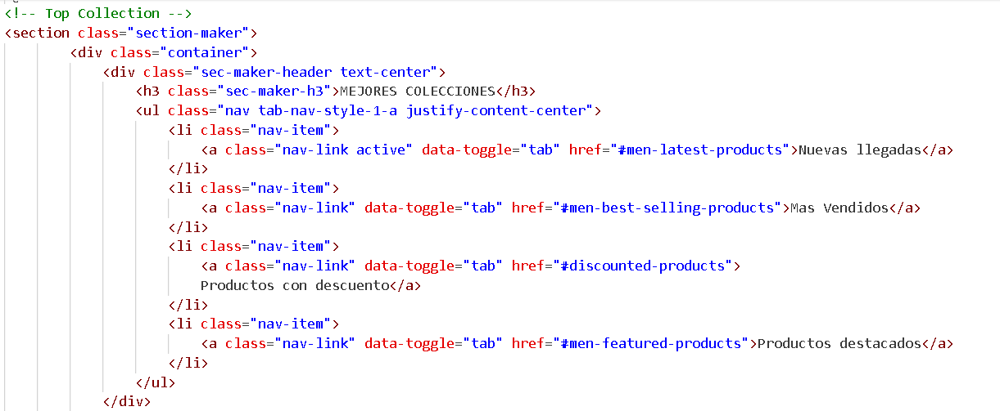 <!-- Top Collection -->
<section class="section-maker">
<div class="container">
<div class="sec-maker-header text-center">
<h3 class="sec-maker-h3">MEJORES COLECCIONES</h3>
<ul class="nav tab-nav-style-1-a justify-content-center">
<li class="nav-item">
<a class="nav-link active" data-toggle="tab" href="#men-latest-products">Nuevas llegadas</a>
</li>
<li class="nav-item">
<a class="nav-link" data-toggle="tab" href="#men-best-selling-products">Mas Vendidos</a>
</li>
<li class="nav-item">
<a class="nav-link" data-toggle="tab" href="#discounted-products">
Productos con descuento</a>
</li>
<li class="nav-item">
<a class="nav-link" data-toggle="tab" href="#men-featured-products">Productos destacados</a>
</li>
</ul>
</div>